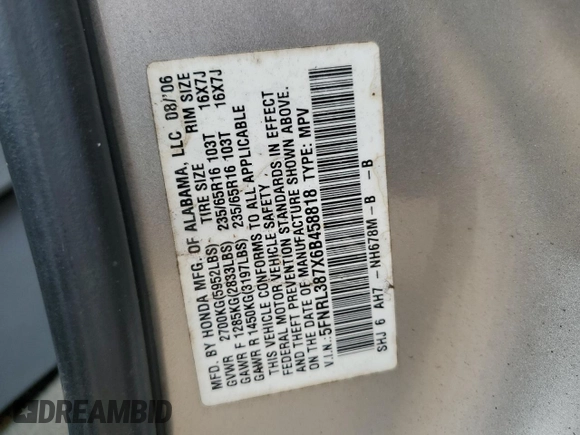 MFD. BY HONDA MFG. OF ALABAMA, LLC 08/'06
TIRE SIZE RIM SIZE
GVWR 2700KG(5952LBS) 235/65R16 103T 16X7J
GAWR F 1285KG(2833LBS) 235/65R16 103T 16X7J
GAWR R 1450KG(3197LBS)
THIS VEHICLE CONFORMS TO ALL APPLICABLE
FEDERAL MOTOR VEHICLE SAFETY
AND THEFT PREVENTION STANDARDS IN EFFECT
ON THE DATE OF MANUFACTURE SHOWN ABOVE.
V.I.N.:5FNRL387X6B458818 TYPE: MPV
SHJ 6 AH7 - NH678M-B -B
DREAMBID